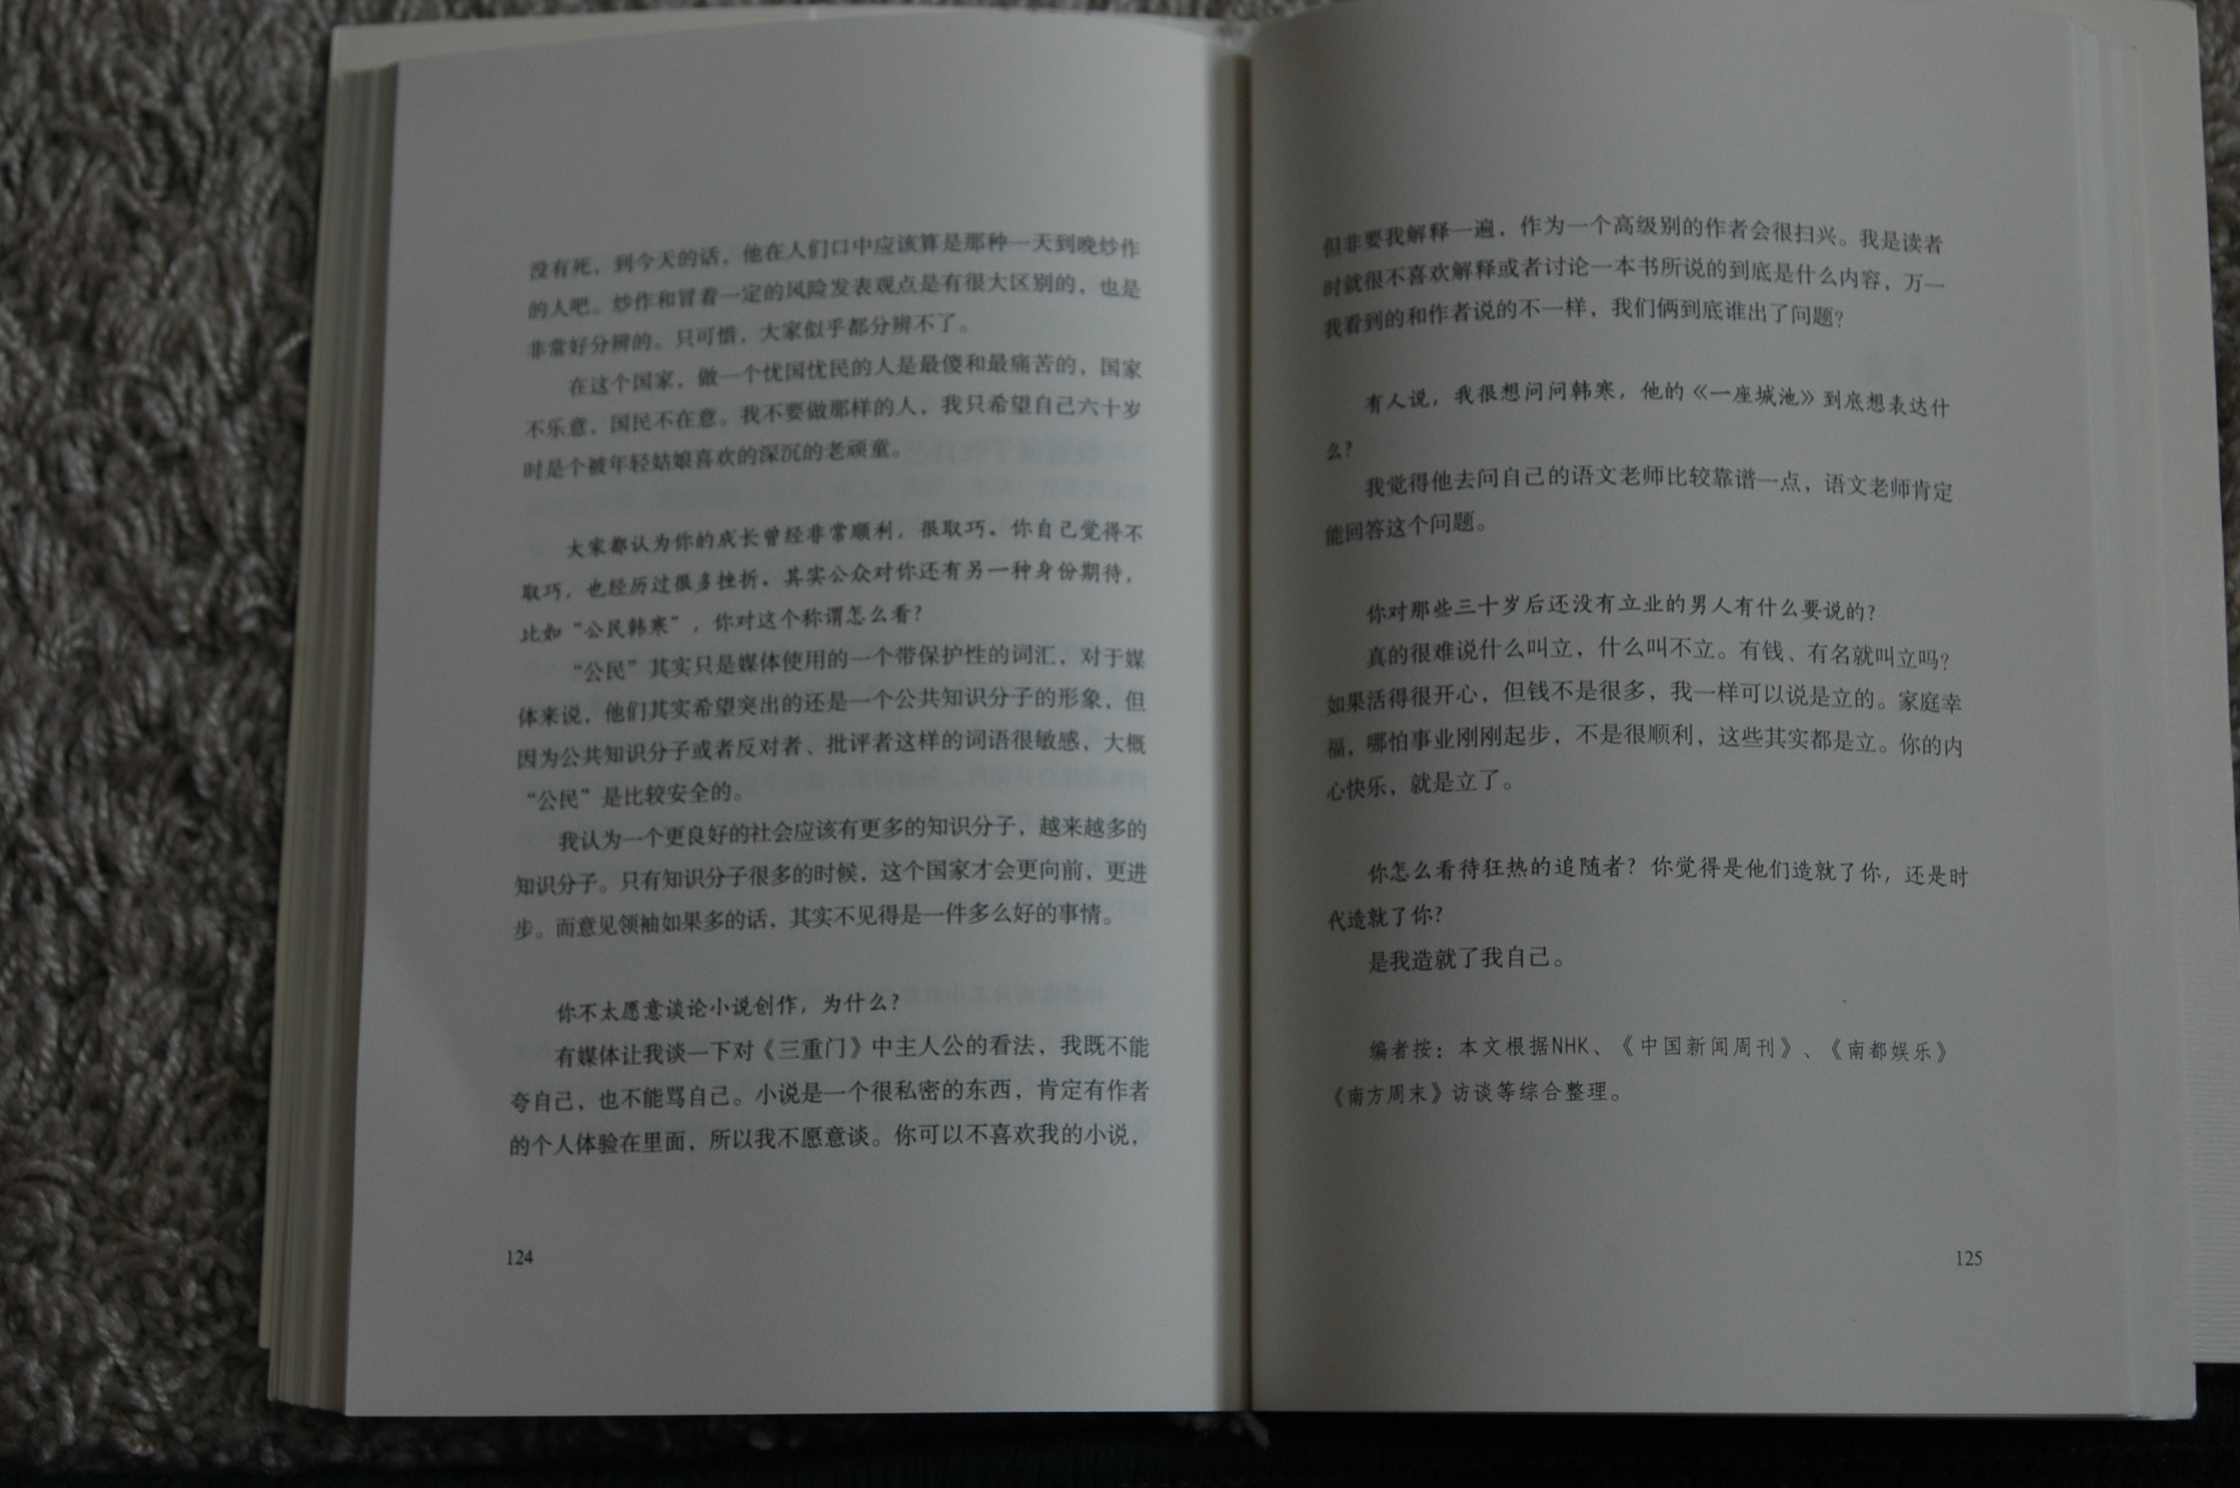 没有死，到今天的话，他在人们口中应该算是那种一天到晚炒作
的人吧。炒作和冒着一定的风险发表观点是有很大区别的，也是
非常好分辨的。只可惜，大家似乎都分辨不了。
在这个国家，做一个忧国忧民的人是最傻和最痛苦的，国家
不乐意，国民不在意。我不要做那样的人，我只希望自己六十岁
时是个被年轻姑娘喜欢的深沉的老顽童。
大家都认为你的成长曾经非常顺利，很取巧。你自己觉得不
取巧，也经历过很多挫折。其实公众对你还有另一种身份期待，
比如“公民韩寒”，你对这个称谓怎么看？
“公民”其实只是媒体使用的一个带保护性的词汇，对于媒
体来说，他们其实希望突出的还是一个公共知识分子的形象，但
因为公共知识分子或者反对者、批评者这样的词语很敏感，大概
“公民”是比较安全的。
我认为一个更良好的社会应该有更多的知识分子，越来越多的
知识分子。只有知识分子很多的时候，这个国家才会更向前，更进
步。而意见领袖如果多的话，其实不见得是一件多么好的事情。
你不太愿意谈论小说创作，为什么？
有媒体让我谈一下对《三重门》中主人公的看法，我既不能
夸自己，也不能骂自己。小说是一个很私密的东西，肯定有作者
的个人体验在里面，所以我不愿意谈。你可以不喜欢我的小说，
124
但非要我解释一遍，作为一个高级别的作者会很扫兴。我是读者
时就很不喜欢解释或者讨论一本书所说的到底是什么内容，万一
我看到的和作者说的不一样，我们俩到底谁出了问题？
有人说，我很想问问韩寒，他的《一座城池》到底想表达什
么？
我觉得他去问自己的语文老师比较靠谱一点，语文老师肯定
能回答这个问题。
你对那些三十岁后还没有立业的男人有什么要说的？
真的很难说什么叫立，什么叫不立。有钱、有名就叫立吗？
如果活得很开心，但钱不是很多，我一样可以说是立的。家庭幸
福，哪怕事业刚刚起步，不是很顺利，这些其实都是立。你的内
心快乐，就是立了。
你怎么看待狂热的追随者？你觉得是他们造就了你，还是时
代造就了你？
是我造就了我自己。
编者按：本文根据NHK、《中国新闻周刊》、《南都娱乐》
《南方周末》访谈等综合整理。
125